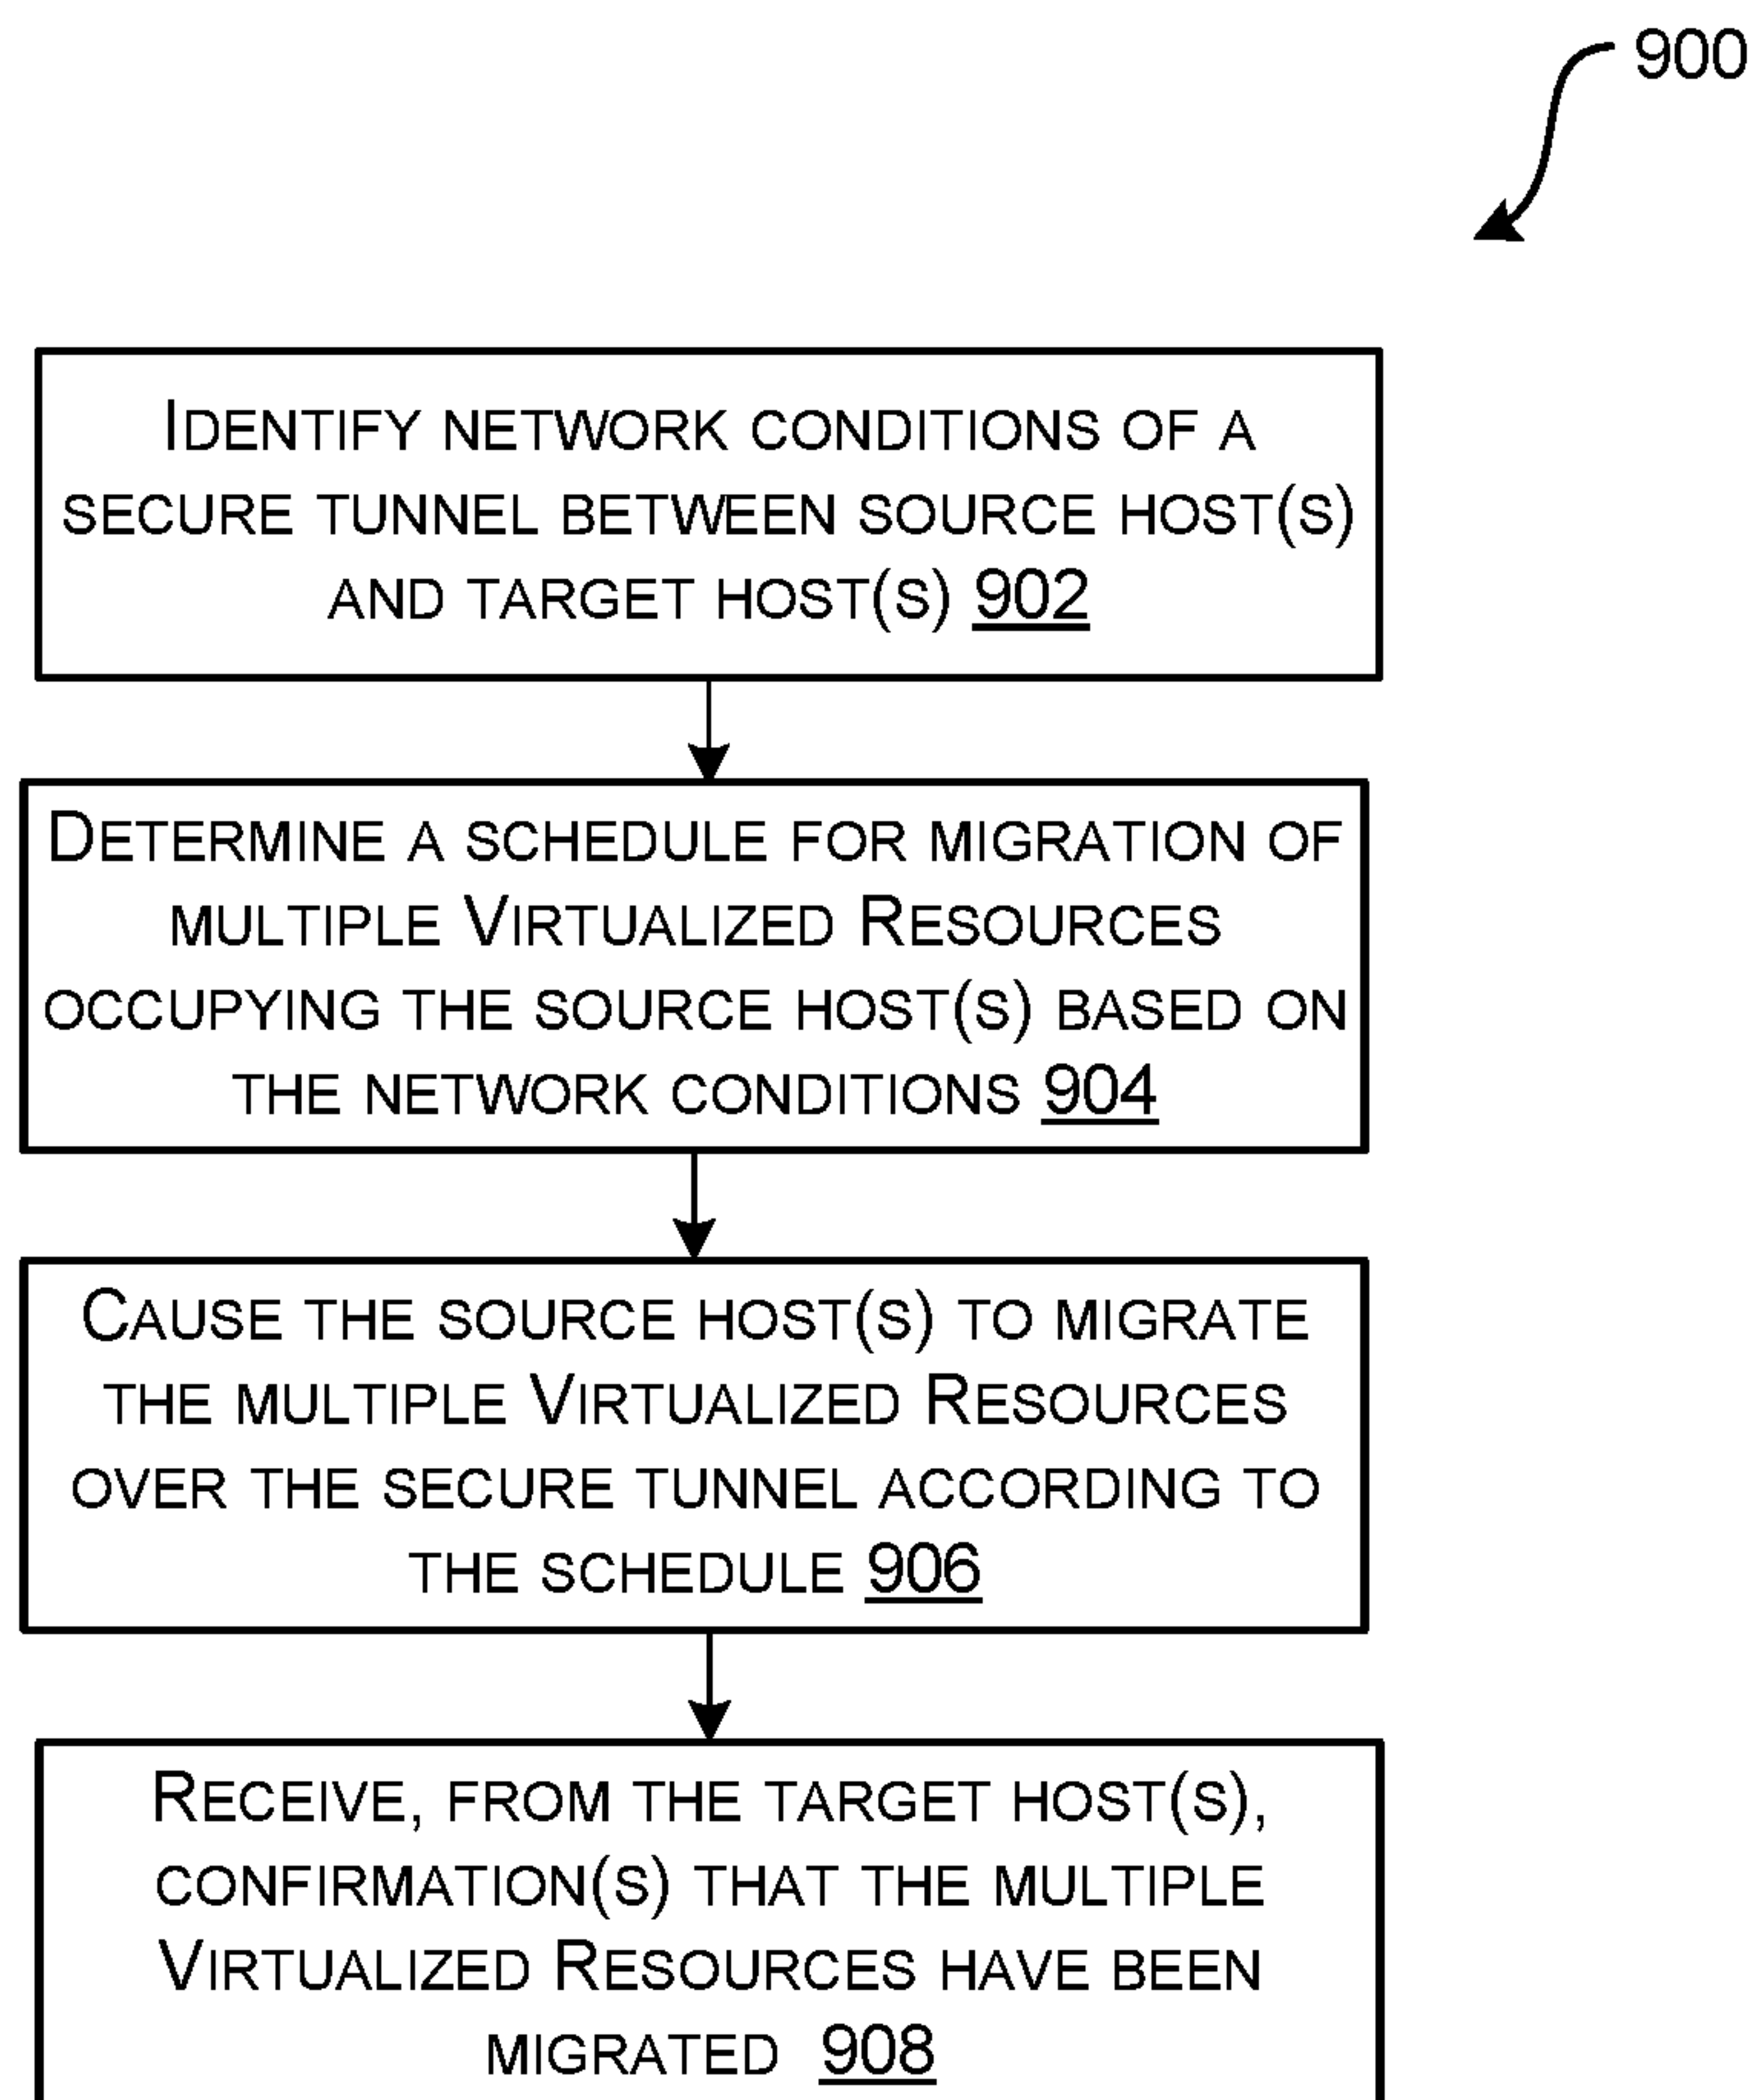 900
Identify network conditions of a
secure tunnel between source host(s)
and target host(s) 902
Determine a schedule for migration of
multiple Virtualized Resources
occupying the source host(s) based on
the network conditions 904
Cause the source host(s) to migrate
the multiple Virtualized Resources
over the secure tunnel according to
the schedule 906
Receive, from the target host(s),
confirmation(s) that the multiple
Virtualized Resources have been
migrated 908